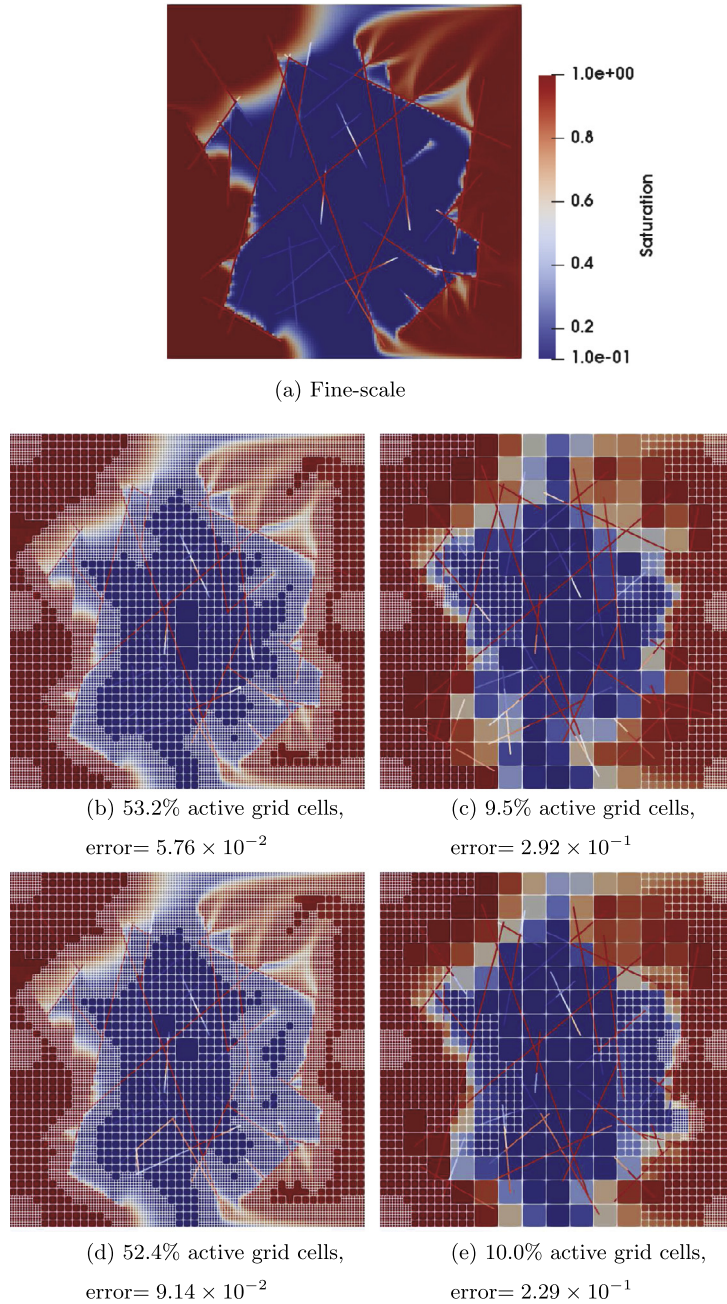 1.0e+00
0.8
0.6
0.4
0.2
1.0e-01
Saturation
(a) Fine-scale
(b) 53.2% active grid cells,
error= 5.76 × 10⁻²
(c) 9.5% active grid cells,
error= 2.92 × 10⁻¹
(d) 52.4% active grid cells,
error= 9.14 × 10⁻²
(e) 10.0% active grid cells,
error= 2.29 × 10⁻¹